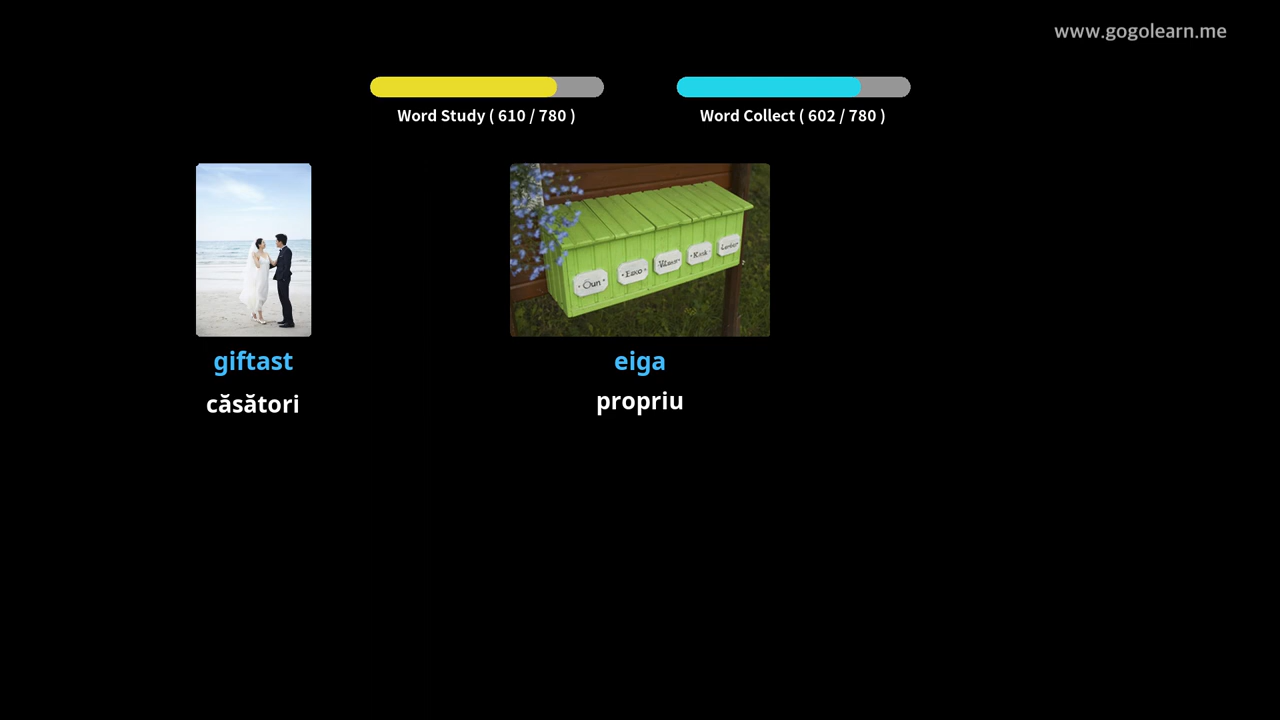 www.gogolearn.me
Word Study ( 610 / 780 )
Word Collect ( 602 / 780 )
giftast
căsători
eiga
propriu